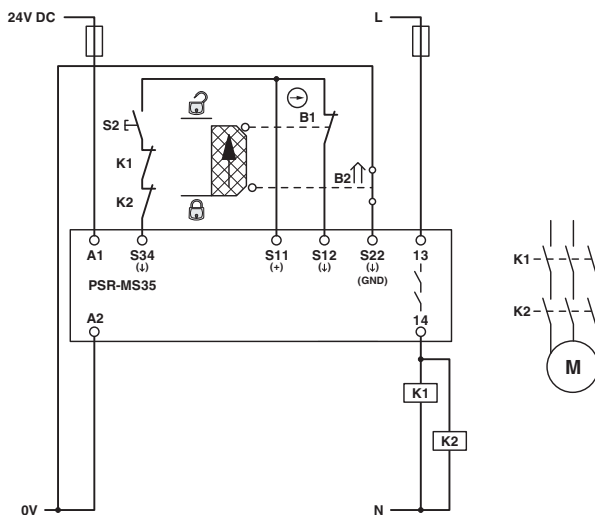 24V DC
L
S2
B1
K1
B2
K2
A1
S34
(↓)
S11
(+)
S12
(↓)
S22
(↓)
(GND)
13
PSR-MS35
A2
14
K1
K2
K1
K2
M
0V
N